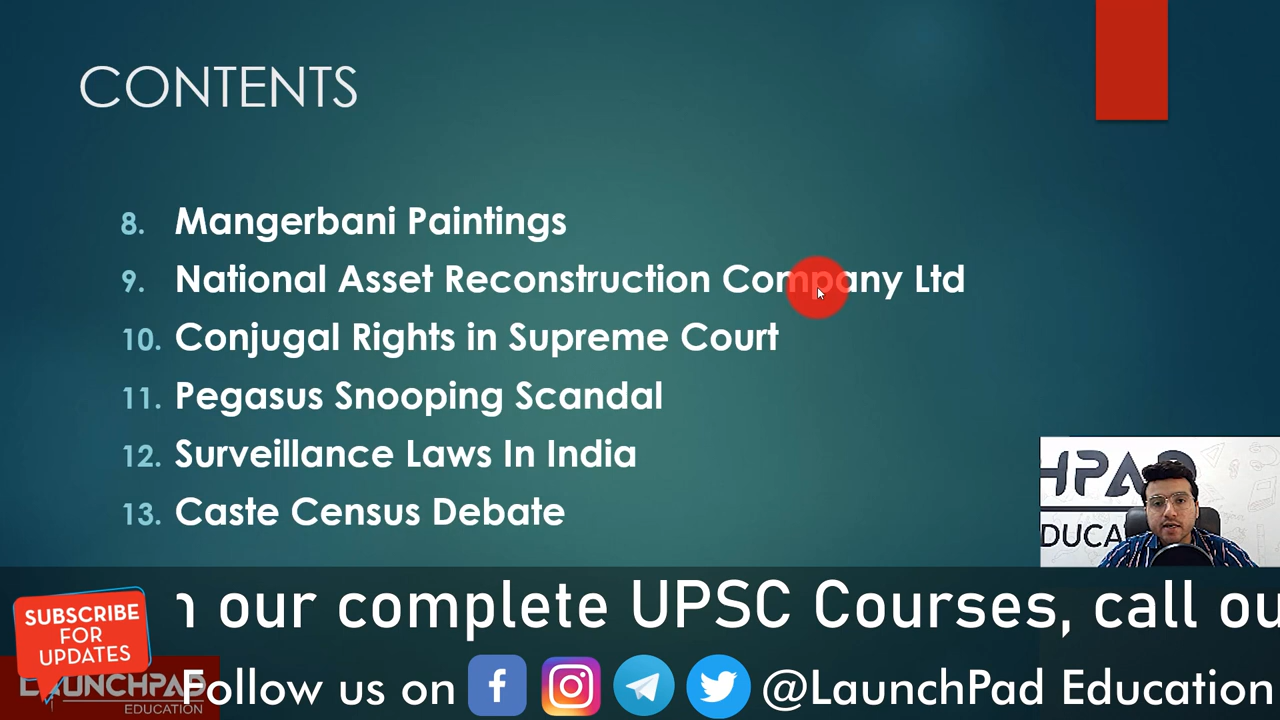 CONTENTS
8. Mangerbani Paintings
9. National Asset Reconstruction Company Ltd
10. Conjugal Rights in Supreme Court
11. Pegasus Snooping Scandal
12. Surveillance Laws In India
13. Caste Census Debate
HPAD
EDUCA
our complete UPSC Courses, call
SUBSCRIBE
FOR
UPDATES
Follow us on @LaunchPad Education
LAUNCHPAD
EDUCATION